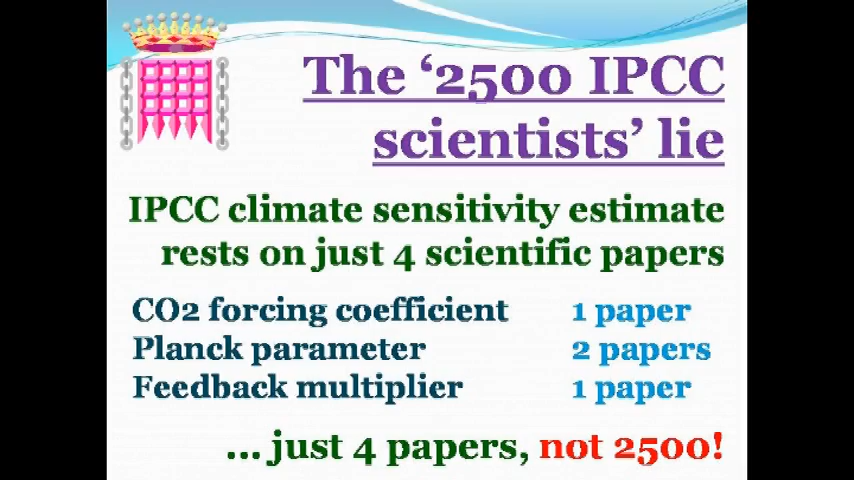 The ‘2500 IPCC
scientists’ lie
IPCC climate sensitivity estimate
rests on just 4 scientific papers
CO2 forcing coefficient 1 paper
Planck parameter 2 papers
Feedback multiplier 1 paper
... just 4 papers, not 2500!